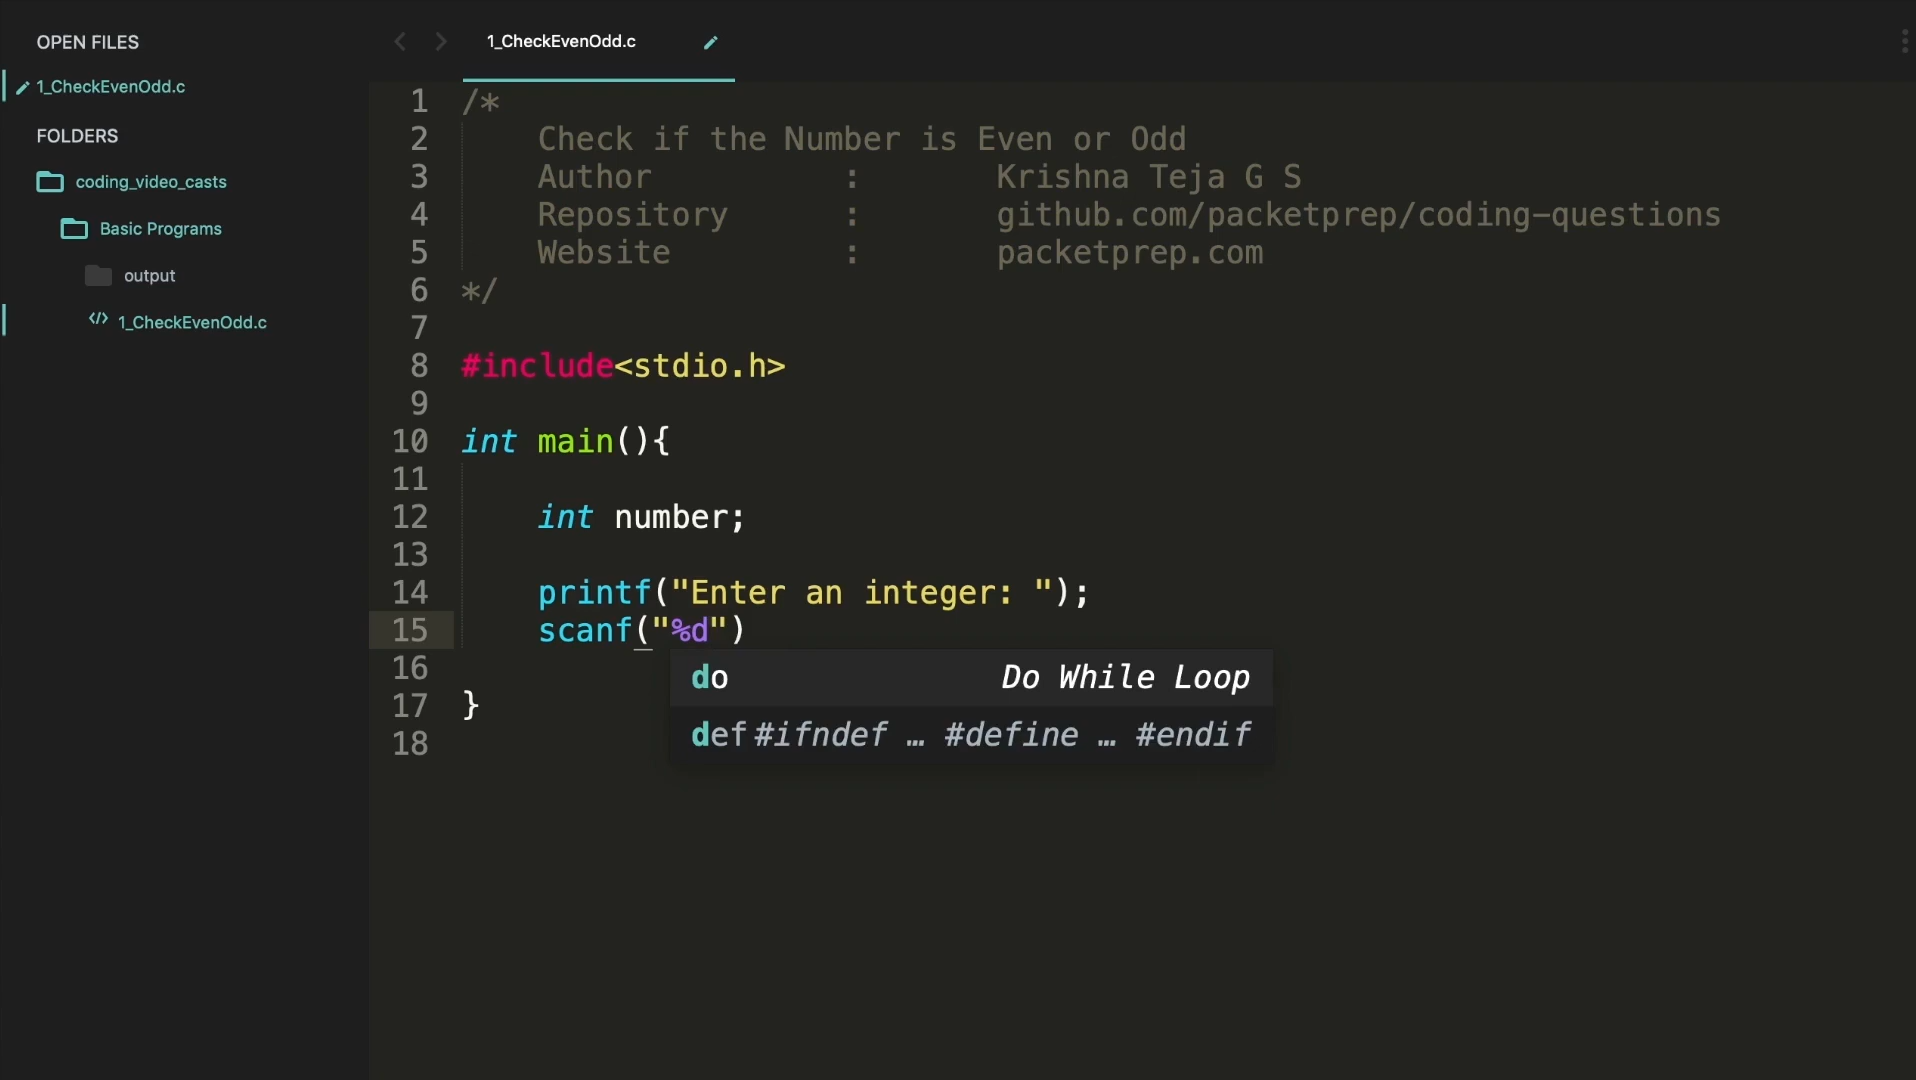 OPEN FILES
1_CheckEvenOdd.c
FOLDERS
coding_video_casts
Basic Programs
output
1_CheckEvenOdd.c
1_CheckEvenOdd.c
1 /*
2 Check if the Number is Even or Odd
3 Author : Krishna Teja G S
4 Repository : github.com/packetprep/coding-questions
5 Website : packetprep.com
6 */
7
8 #include<stdio.h>
9
10 int main(){
11
12 int number;
13
14 printf("Enter an integer: ");
15 scanf("%d")
16
17 }
18
do Do While Loop
def #ifndef … #define … #endif